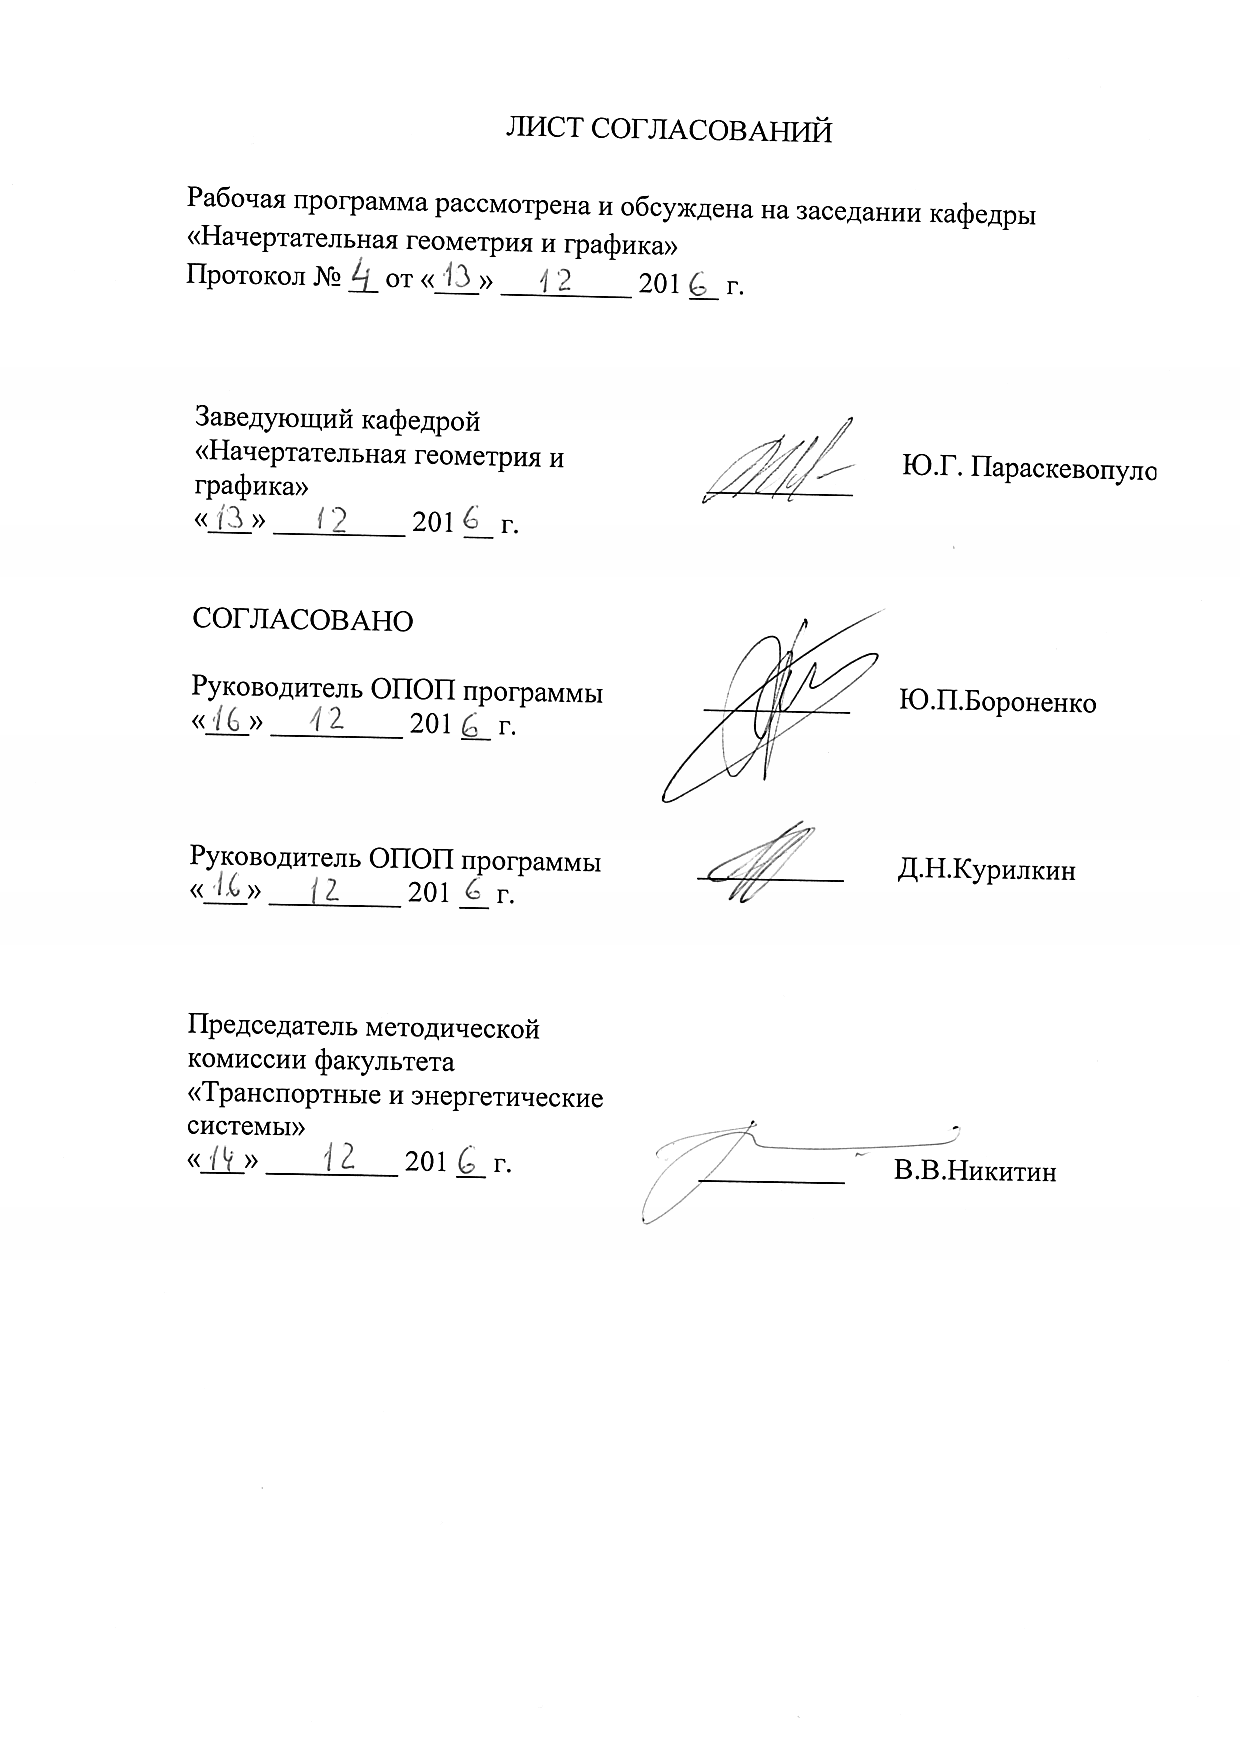 ЛИСТ СОГЛАСОВАНИЙ
Рабочая программа рассмотрена и обсуждена на заседании кафедры
«Начертательная геометрия и графика»
Протокол № 4 от «13» 12 2016 г.
Заведующий кафедрой
«Начертательная геометрия и
графика»
«13» 12 2016 г.
Ю.Г. Параскевопуло
СОГЛАСОВАНО
Руководитель ОПОП программы
«16» 12 2016 г.
Ю.П.Бороненко
Руководитель ОПОП программы
«16» 12 2016 г.
Д.Н.Курилкин
Председатель методической
комиссии факультета
«Транспортные и энергетические
системы»
«14» 12 2016 г.
В.В.Никитин